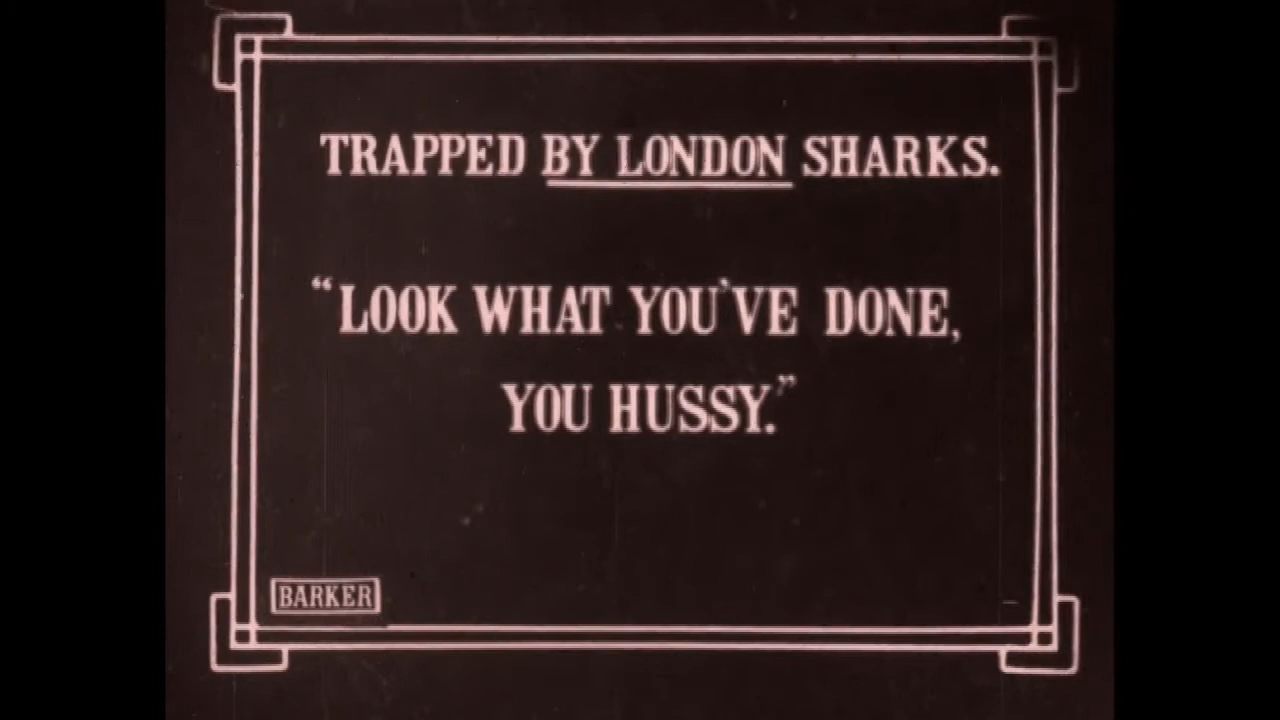 TRAPPED BY LONDON SHARKS.
“LOOK WHAT YOU'VE DONE,
YOU HUSSY.”
BARKER